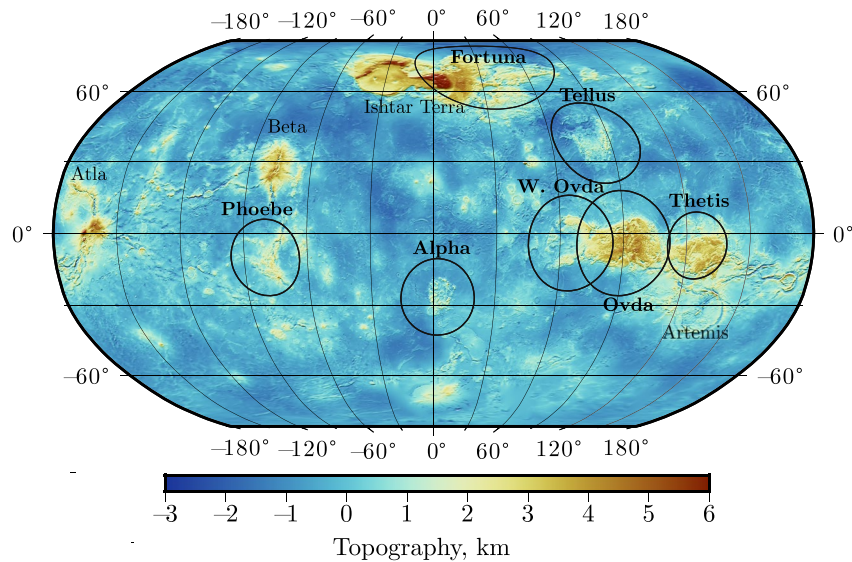 –180° –120° –60° 0° 60° 120° 180°
Fortuna
60° 60°
Tellus
Ishtar Terra
Beta
Atla
W. Ovda
Thetis
Phoebe
0° 0°
Alpha
Ovda
Artemis
–60° –60°
–180° –120° –60° 0° 60° 120° 180°
–3 –2 –1 0 1 2 3 4 5 6
Topography, km